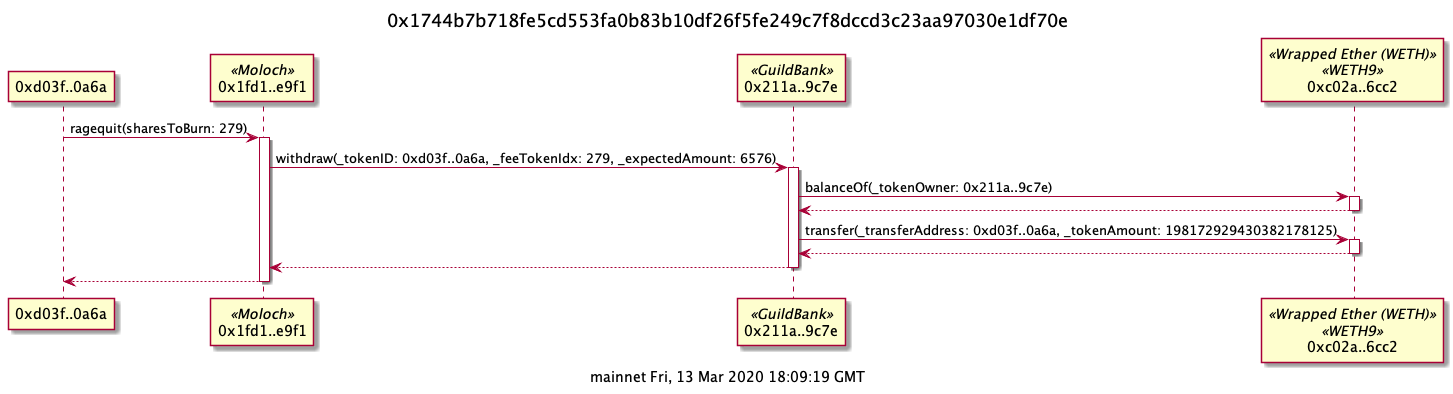 0x1744b7b718fe5cd553fa0b83b10df26f5fe249c7f8dccd3c23aa97030e1df70e
0xd03f..0a6a
«Moloch»
0x1fd1..e9f1
«GuildBank»
0x211a..9c7e
«Wrapped Ether (WETH)»
«WETH9»
0xc02a..6cc2
ragequit(sharesToBurn: 279)
withdraw(_tokenID: 0xd03f..0a6a, _feeTokenIdx: 279, _expectedAmount: 6576)
balanceOf(_tokenOwner: 0x211a..9c7e)
transfer(_transferAddress: 0xd03f..0a6a, _tokenAmount: 198172929430382178125)
0xd03f..0a6a
«Moloch»
0x1fd1..e9f1
«GuildBank»
0x211a..9c7e
«Wrapped Ether (WETH)»
«WETH9»
0xc02a..6cc2
mainnet Fri, 13 Mar 2020 18:09:19 GMT